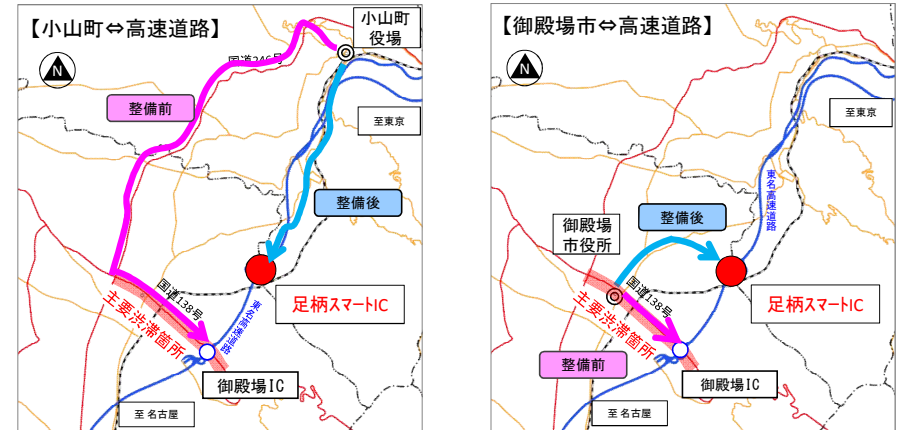 【小山町⇔高速道路】
小山町
役場
国道246号
N
整備前
至東京
整備後
国道138号
主要渋滞箇所
足柄スマートIC
東名高速道路
御殿場IC
至 名古屋
【御殿場市⇔高速道路】
N
至東京
東名高速道路
整備後
御殿場
市役所
国道138号
主要渋滞箇所
足柄スマートIC
整備前
御殿場IC
至 名古屋